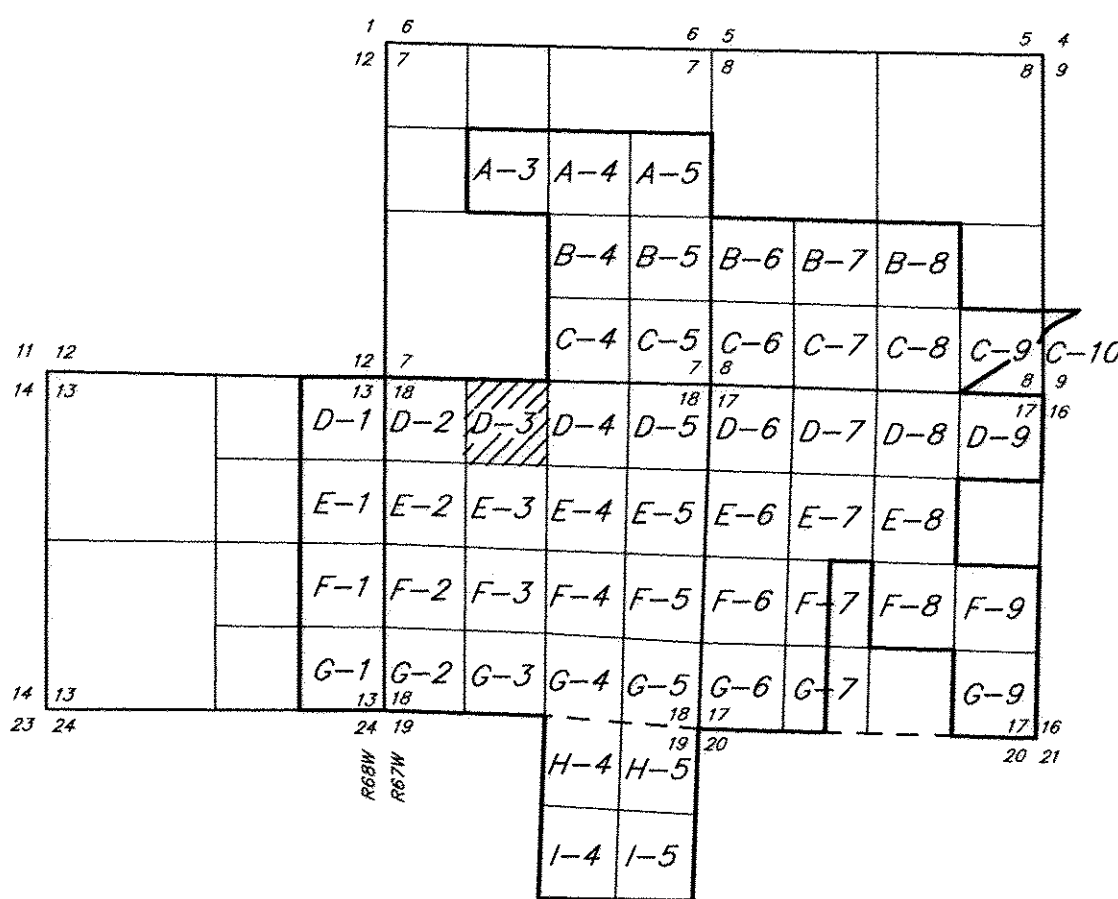 1 6 6 5 5 4
12 7 7 8 8 9
A-3 A-4 A-5
B-4 B-5 B-6 B-7 B-8
C-4 C-5 C-6 C-7 C-8 C-9 C-10
11 12 12 7 7 8 8 9
14 13 13 18 18 17 17 16
D-1 D-2 D-3 D-4 D-5 D-6 D-7 D-8 D-9
E-1 E-2 E-3 E-4 E-5 E-6 E-7 E-8
F-1 F-2 F-3 F-4 F-5 F-6 F-7 F-8 F-9
G-1 G-2 G-3 G-4 G-5 G-6 G-7 G-9
14 13 13 18 18 17 17 16
23 24 24 19 19 20 20 21
R68W
R67W
H-4 H-5
I-4 I-5